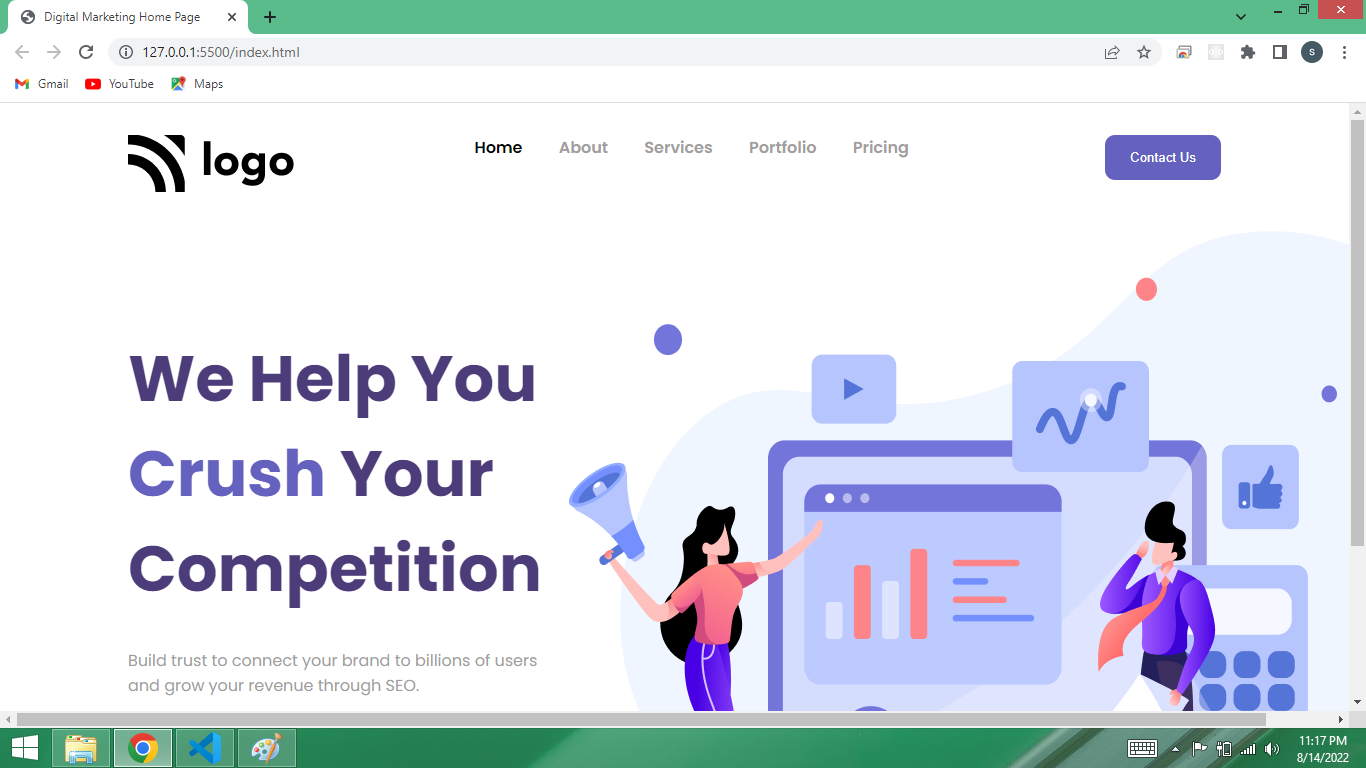 Digital Marketing Home Page
127.0.0.1:5500/index.html
S
Gmail YouTube Maps
logo
Home About Services Portfolio Pricing
Contact Us
We Help You
Crush Your
Competition
Build trust to connect your brand to billions of users
and grow your revenue through SEO.
11:17 PM
8/14/2022